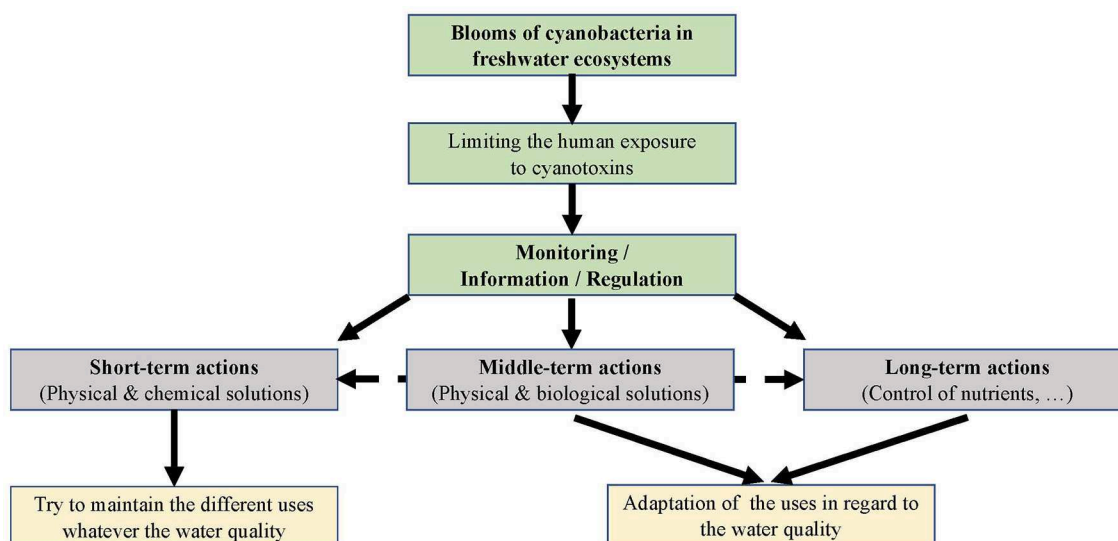 Blooms of cyanobacteria in
freshwater ecosystems
Limiting the human exposure
to cyanotoxins
Monitoring /
Information / Regulation
Short-term actions
(Physical & chemical solutions)
Middle-term actions
(Physical & biological solutions)
Long-term actions
(Control of nutrients, …)
Try to maintain the different uses
whatever the water quality
Adaptation of the uses in regard to
the water quality